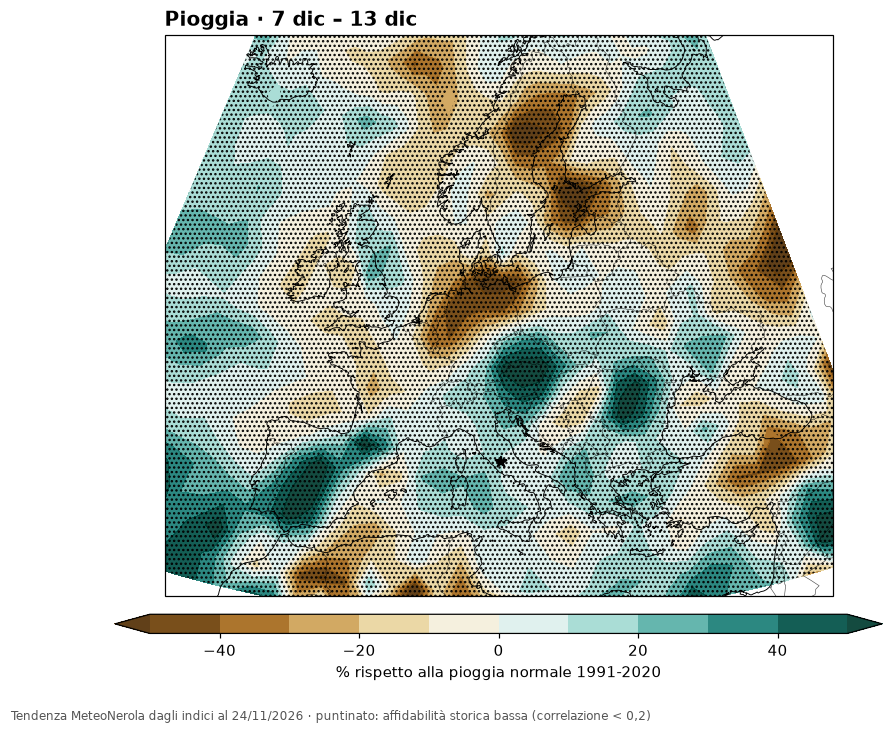 Pioggia · 7 dic – 13 dic
−40 −20 0 20 40
% rispetto alla pioggia normale 1991-2020
Tendenza MeteoNerola dagli indici al 24/11/2026 · puntinato: affidabilità storica bassa (correlazione < 0,2)